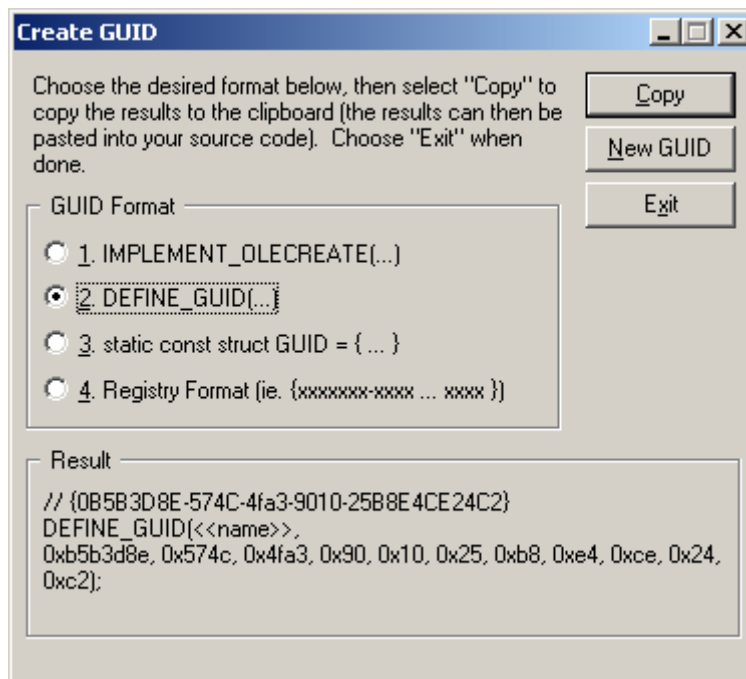 Create GUID
Choose the desired format below, then select "Copy" to
copy the results to the clipboard (the results can then be
pasted into your source code).  Choose "Exit" when
done.
Copy
New GUID
Exit
GUID Format
1. IMPLEMENT_OLECREATE(...)
2. DEFINE_GUID(...)
3. static const struct GUID = { ... }
4. Registry Format (ie. {xxxxxxx-xxxx ... xxxx })
Result
// {0B5B3D8E-574C-4fa3-9010-25B8E4CE24C2}
DEFINE_GUID(<<name>>,
0xb5b3d8e, 0x574c, 0x4fa3, 0x90, 0x10, 0x25, 0xb8, 0xe4, 0xce, 0x24,
0xc2);